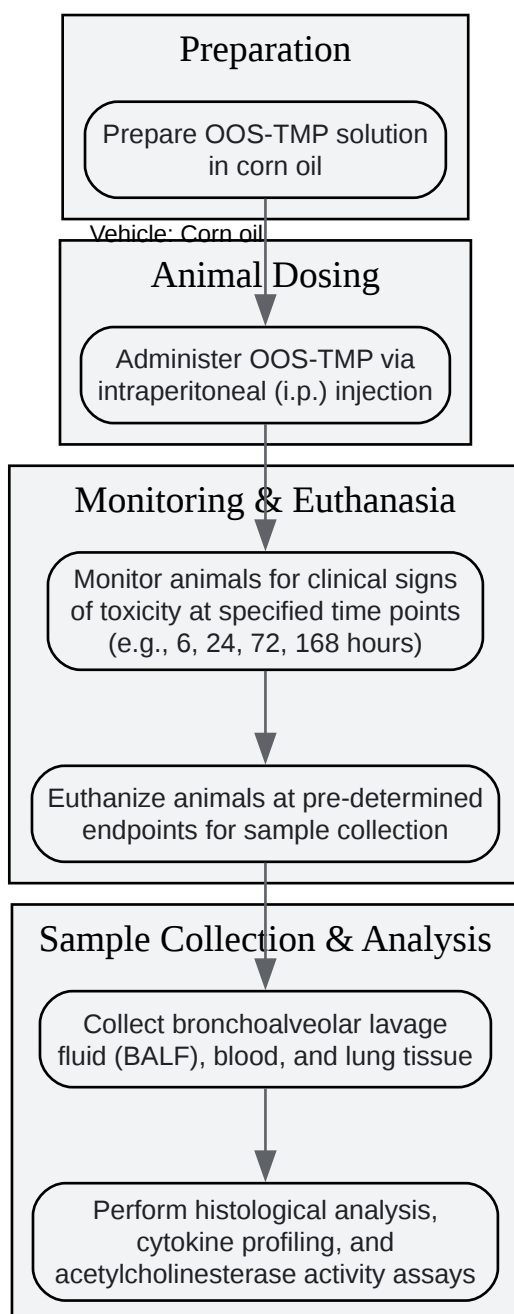 Preparation
Prepare OOS-TMP solution
in corn oil
Vehicle: Corn oil
Animal Dosing
Administer OOS-TMP via
intraperitoneal (i.p.) injection
Monitoring & Euthanasia
Monitor animals for clinical signs
of toxicity at specified time points
(e.g., 6, 24, 72, 168 hours)
Euthanize animals at pre-determined
endpoints for sample collection
Sample Collection & Analysis
Collect bronchoalveolar lavage
fluid (BALF), blood, and lung tissue
Perform histological analysis,
cytokine profiling, and
acetylcholinesterase activity assays